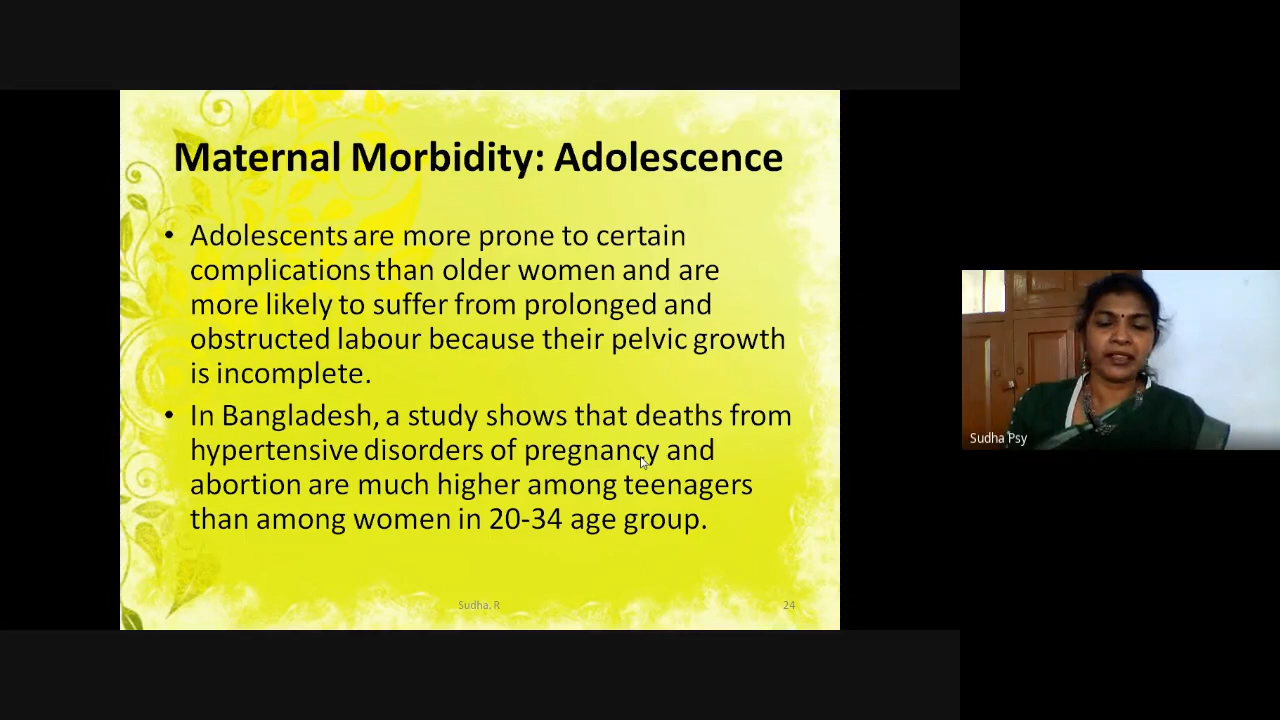 Maternal Morbidity: Adolescence
• Adolescents are more prone to certain
complications than older women and are
more likely to suffer from prolonged and
obstructed labour because their pelvic growth
is incomplete.
• In Bangladesh, a study shows that deaths from
hypertensive disorders of pregnancy and
abortion are much higher among teenagers
than among women in 20-34 age group.
Sudha. R
24
Sudha Psy